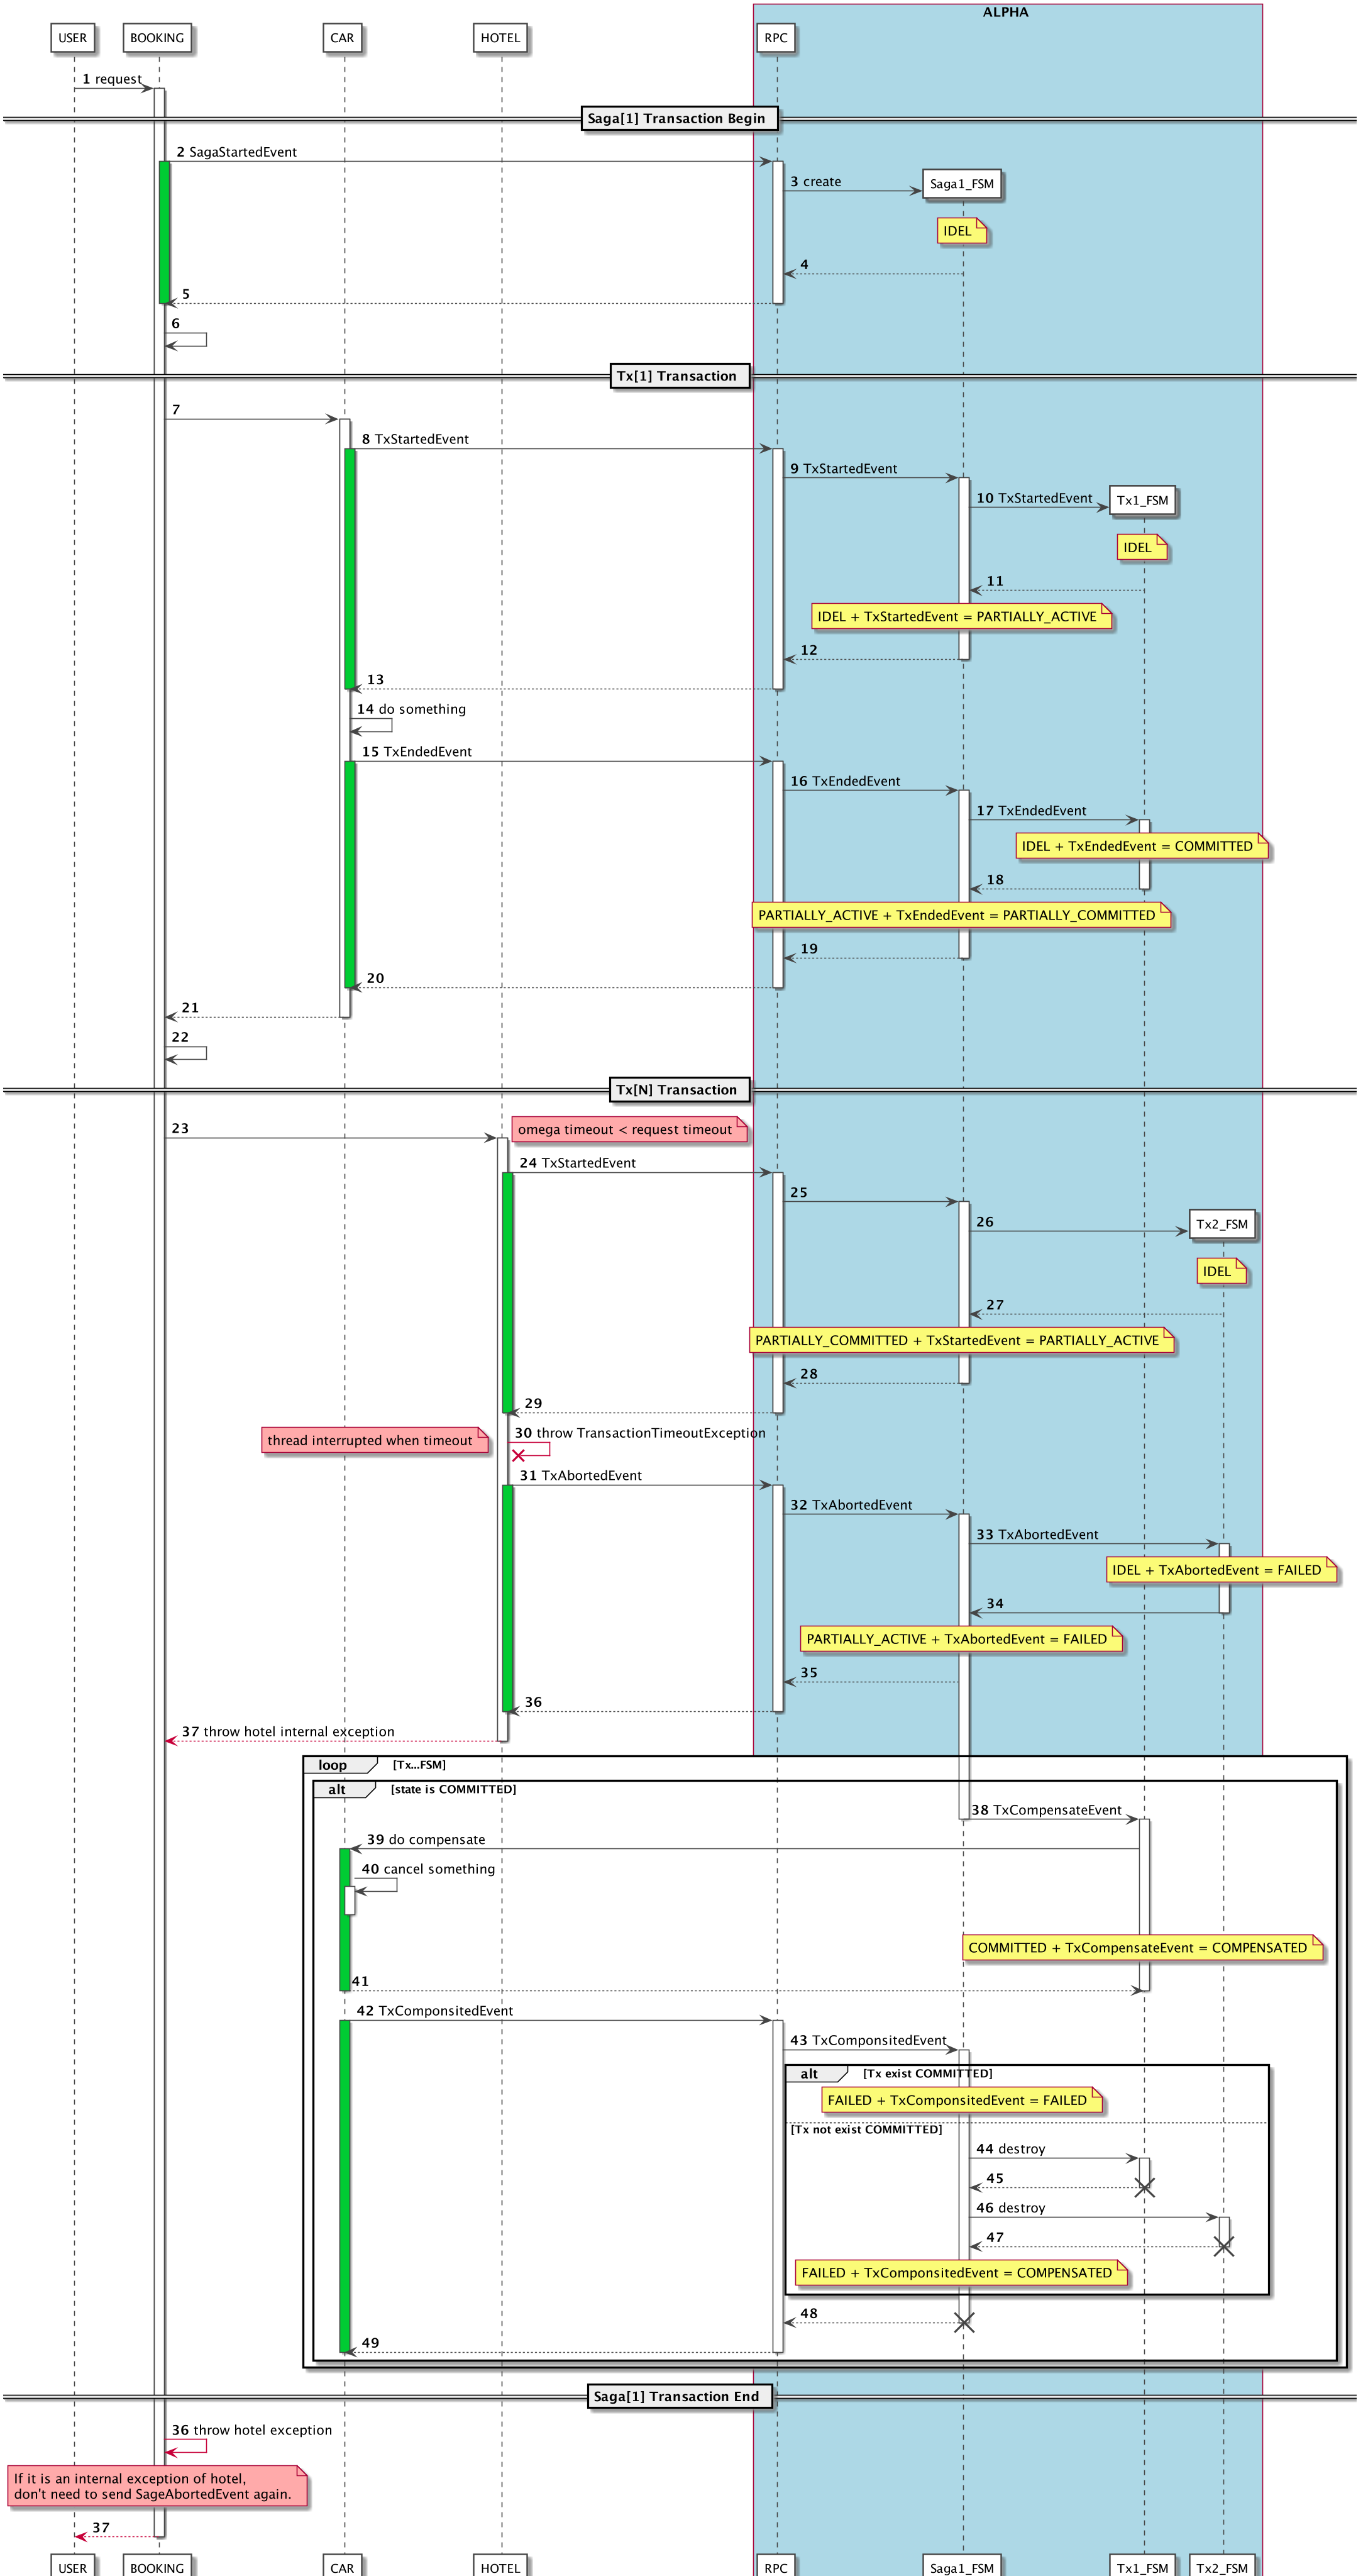 ALPHA
USER
BOOKING
CAR
HOTEL
RPC
1 request
Saga[1] Transaction Begin
2 SagaStartedEvent
3 create
Saga1_FSM
IDEL
4
5
6
Tx[1] Transaction
7
8 TxStartedEvent
9 TxStartedEvent
10 TxStartedEvent
Tx1_FSM
IDEL
11
IDEL + TxStartedEvent = PARTIALLY_ACTIVE
12
13
14 do something
15 TxEndedEvent
16 TxEndedEvent
17 TxEndedEvent
IDEL + TxEndedEvent = COMMITTED
18
PARTIALLY_ACTIVE + TxEndedEvent = PARTIALLY_COMMITTED
19
20
21
22
Tx[N] Transaction
23
omega timeout < request timeout
24 TxStartedEvent
25
26
Tx2_FSM
IDEL
27
PARTIALLY_COMMITTED + TxStartedEvent = PARTIALLY_ACTIVE
28
29
thread interrupted when timeout
30 throw TransactionTimeoutException
31 TxAbortedEvent
32 TxAbortedEvent
33 TxAbortedEvent
IDEL + TxAbortedEvent = FAILED
34
PARTIALLY_ACTIVE + TxAbortedEvent = FAILED
35
36
37 throw hotel internal exception
loop [Tx...FSM]
alt [state is COMMITTED]
38 TxCompensateEvent
39 do compensate
40 cancel something
COMMITTED + TxCompensateEvent = COMPENSATED
41
42 TxComponsitedEvent
43 TxComponsitedEvent
alt [Tx exist COMMITTED]
FAILED + TxComponsitedEvent = FAILED
[Tx not exist COMMITTED]
44 destroy
45
46 destroy
47
FAILED + TxComponsitedEvent = COMPENSATED
48
49
Saga[1] Transaction End
36 throw hotel exception
If it is an internal exception of hotel,
don't need to send SageAbortedEvent again.
37
USER
BOOKING
CAR
HOTEL
RPC
Saga1_FSM
Tx1_FSM
Tx2_FSM